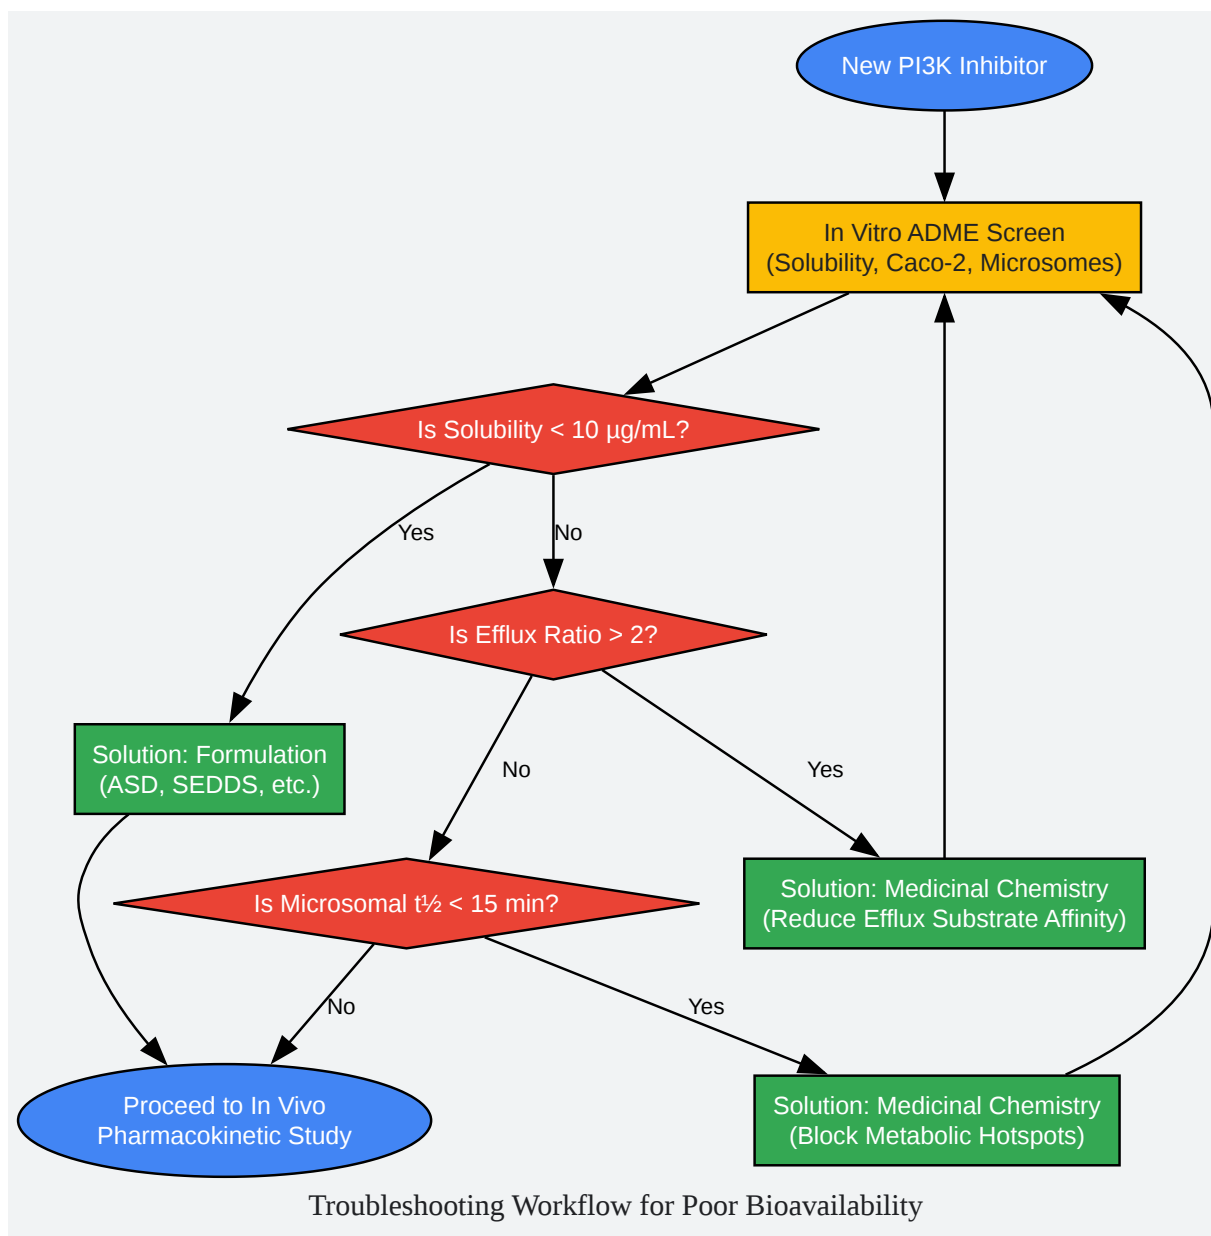 New PI3K Inhibitor
In Vitro ADME Screen
(Solubility, Caco-2, Microsomes)
Is Solubility < 10 µg/mL?
Yes
No
Is Efflux Ratio > 2?
Solution: Formulation
(ASD, SEDDS, etc.)
No
Yes
Is Microsomal t½ < 15 min?
Solution: Medicinal Chemistry
(Reduce Efflux Substrate Affinity)
No
Yes
Proceed to In Vivo
Pharmacokinetic Study
Solution: Medicinal Chemistry
(Block Metabolic Hotspots)
Troubleshooting Workflow for Poor Bioavailability